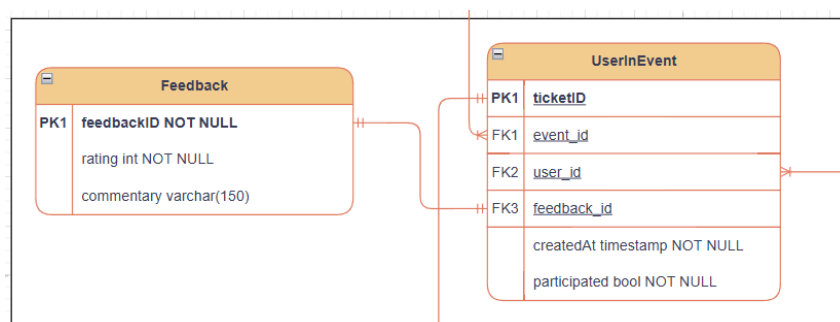 Feedback
PK1 feedbackID NOT NULL
rating int NOT NULL
commentary varchar(150)
UserInEvent
PK1 ticketID
FK1 event_id
FK2 user_id
FK3 feedback_id
createdAt timestamp NOT NULL
participated bool NOT NULL